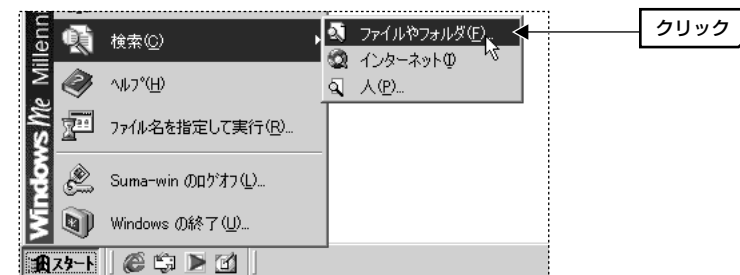 Windows Me Millenn
検索(C)
ファイルやフォルダ(F)...
クリック
インターネット(I)
人(P)...
ヘルプ(H)
ファイル名を指定して実行(R)...
Suma-win のログオフ(L)...
Windows の終了(U)...
スタート